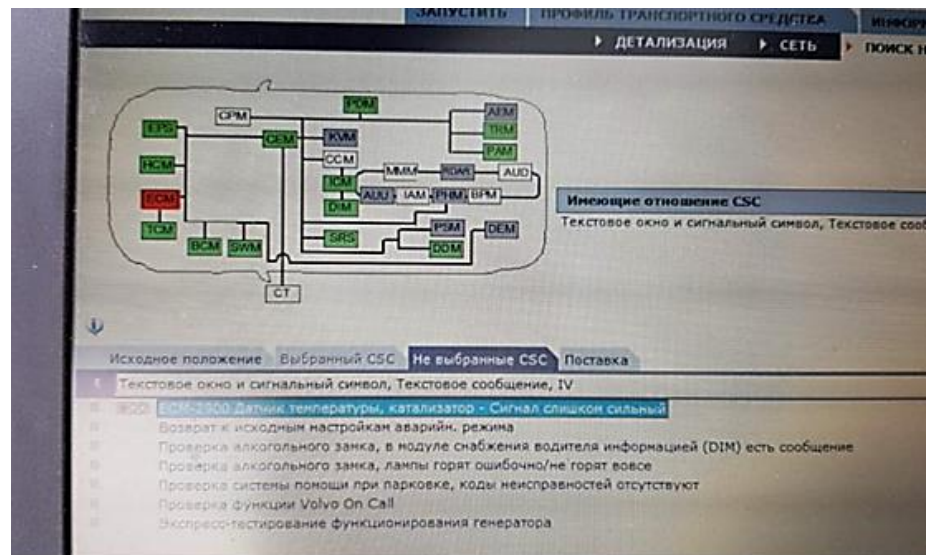 ЗАПУСТИТЬ ПРОФИЛЬ ТРАНСПОРТНОГО СРЕДСТВА
ДЕТАЛИЗАЦИЯ СЕТЬ ПОИСК Н
CPM PDM AEM
EPS CEM KVM TRM
CCM PAM
HCM MMM ROAR AUD
ICM
ECM AUU IAM PHM BPM
DIM
TCM PSM DEM
BCM SWM SRS DDM
CT
Имеющие отношение CSC
Текстовое окно и сигнальный символ, Текстовое сооб
Исходное положение Выбранный CSC Не выбранные CSC Поставка
Текстовое окно и сигнальный символ, Текстовое сообщение, IV
ECM-2900 Датчик температуры, катализатор - Сигнал слишком сильный
Возврат к исходным настройкам аварийн. режима
Проверка алкогольного замка, в модуле снабжения водителя информацией (DIM) есть сообщение
Проверка алкогольного замка, лампы горят ошибочно/не горят вовсе
Проверка системы помощи при парковке, коды неисправностей отсутствуют
Проверка функции Volvo On Call
Экспресс-тестирование функционирования генератора